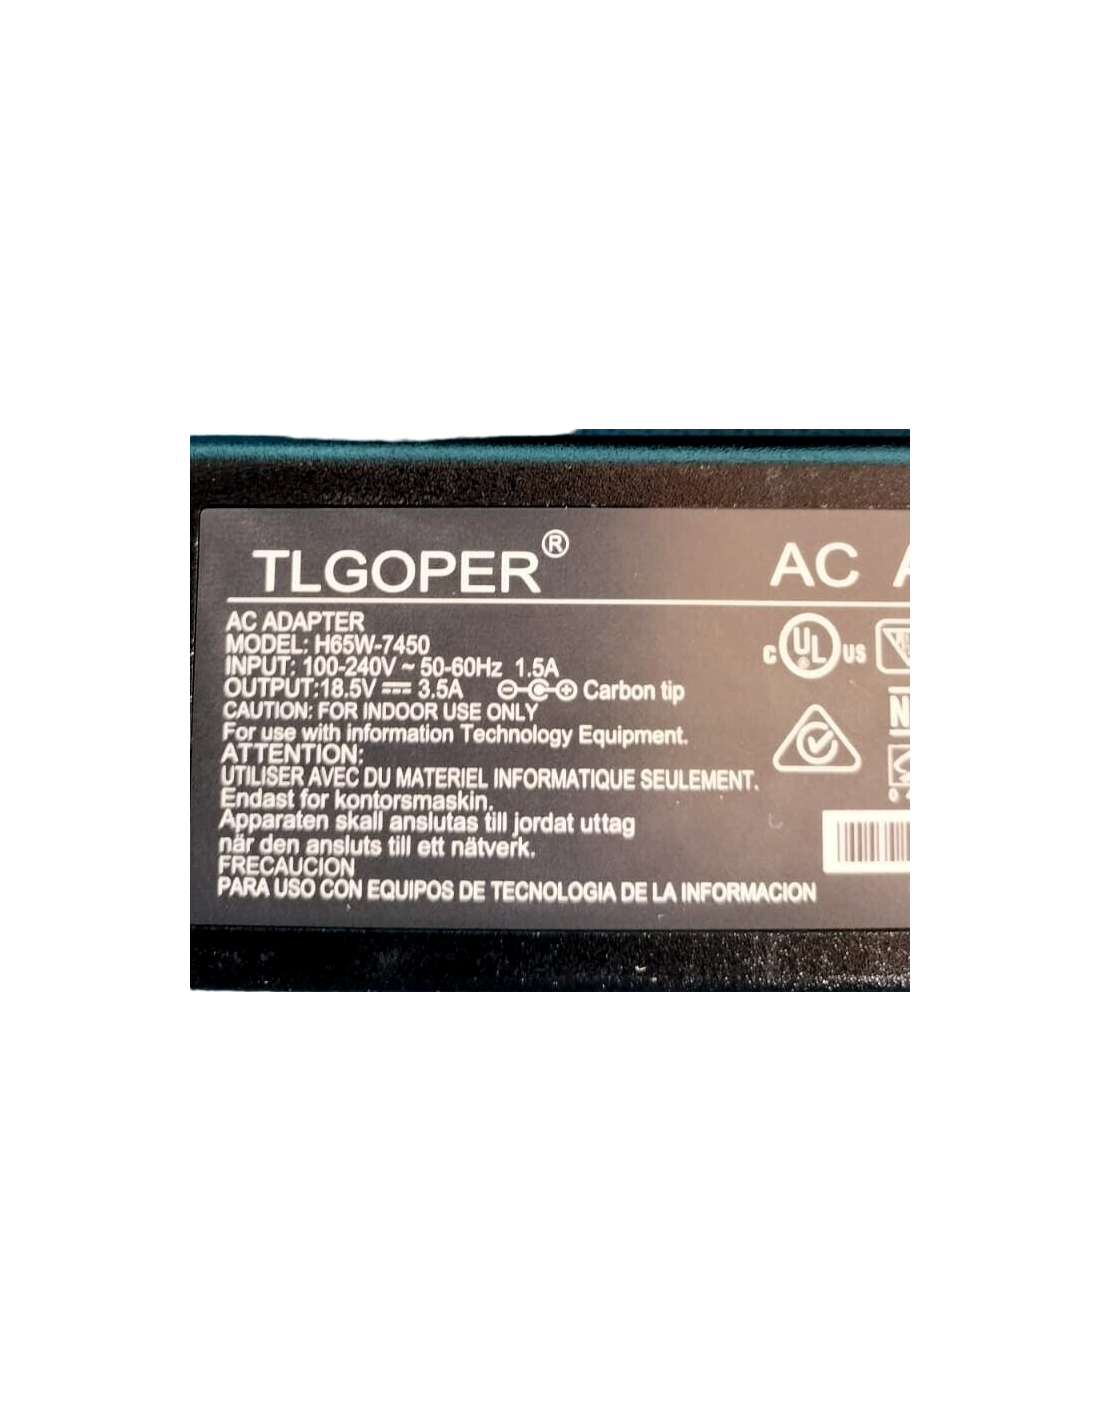 TLGOPER®
AC
AC ADAPTER
MODEL: H65W-7450
INPUT: 100-240V ~ 50-60Hz 1.5A
OUTPUT:18.5V ⎓ 3.5A Carbon tip
CAUTION: FOR INDOOR USE ONLY
For use with information Technology Equipment.
ATTENTION:
UTILISER AVEC DU MATERIEL INFORMATIQUE SEULEMENT.
Endast for kontorsmaskin.
Apparaten skall anslutas till jordat uttag
når den ansluts till ett nätverk.
FRECAUCION
PARA USO CON EQUIPOS DE TECNOLOGIA DE LA INFORMACION
C UL® US